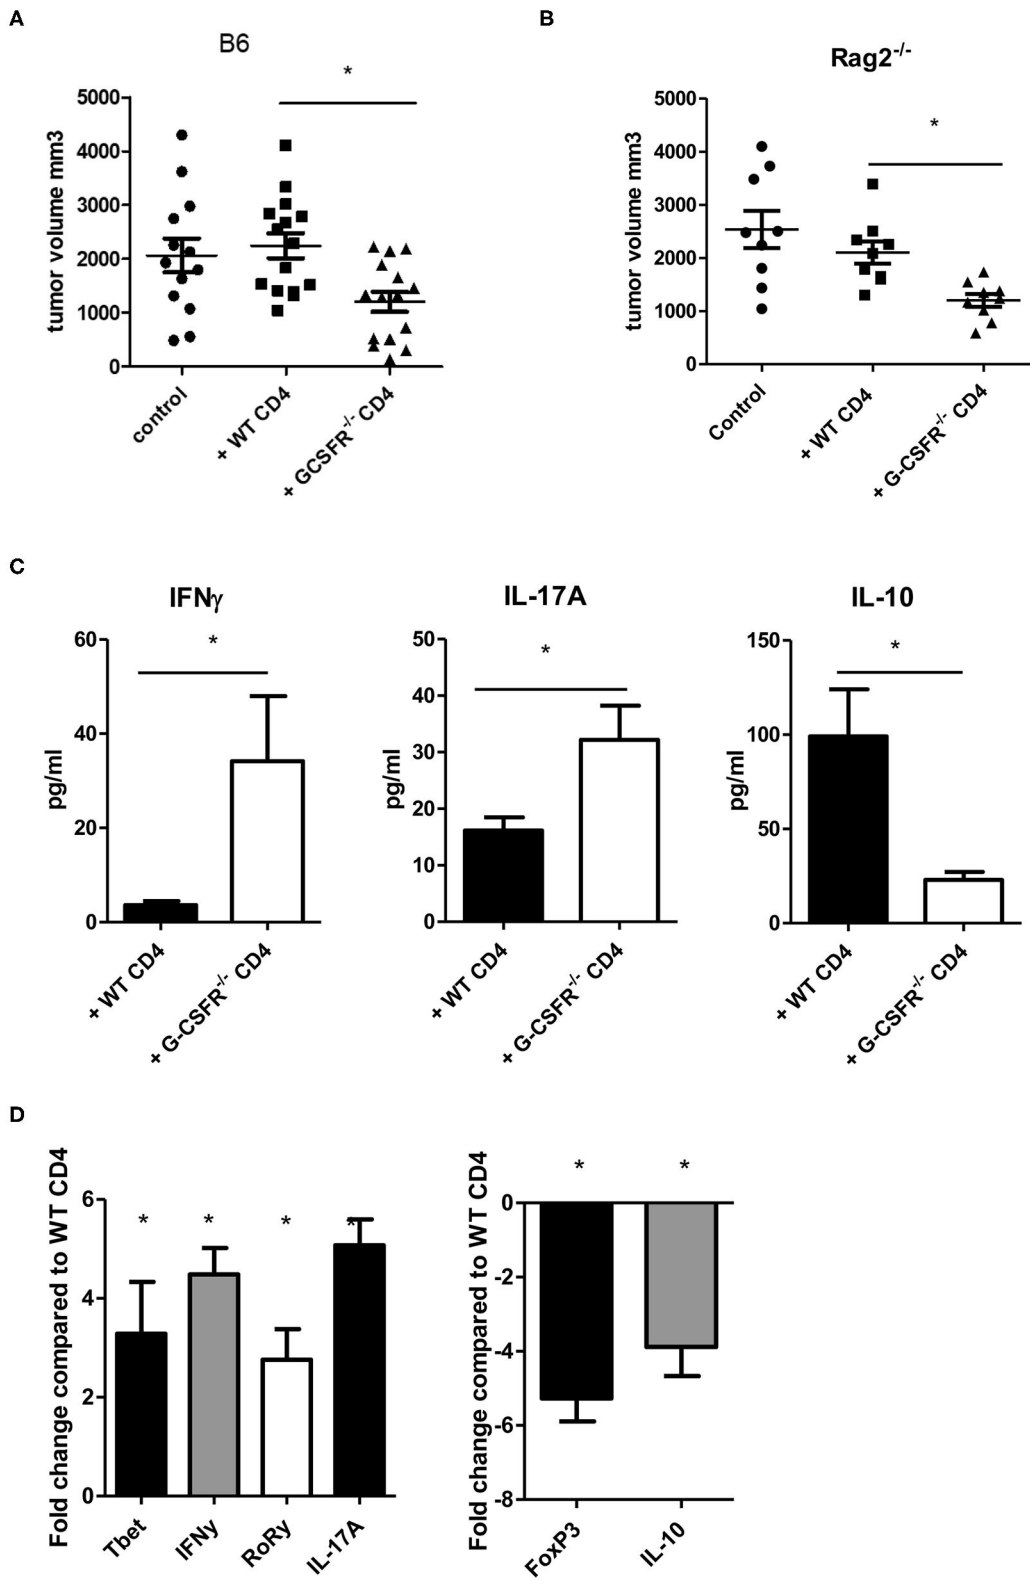 A
B6
*
tumor volume mm3
5000
4000
3000
2000
1000
0
control
+ WT CD4
+ GCSFR-/- CD4
B
Rag2-/-
*
tumor volume mm3
5000
4000
3000
2000
1000
0
Control
+ WT CD4
+ G-CSFR-/- CD4
C
IFNγ
*
pg/ml
60
40
20
0
+ WT CD4
+ G-CSFR-/- CD4
IL-17A
*
pg/ml
50
40
30
20
10
0
+ WT CD4
+ G-CSFR-/- CD4
IL-10
*
pg/ml
150
100
50
0
+ WT CD4
+ G-CSFR-/- CD4
D
Fold change compared to WT CD4
6
4
2
0
* * * *
Tbet
IFNy
RoRy
IL-17A
Fold change compared to WT CD4
* *
0
-2
-4
-6
-8
FoxP3
IL-10